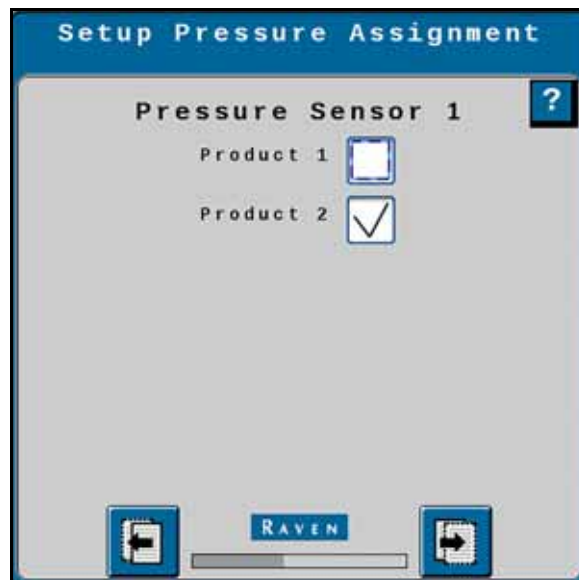 Setup Pressure Assignment
?
Pressure Sensor 1
Product 1
Product 2
RAVEN